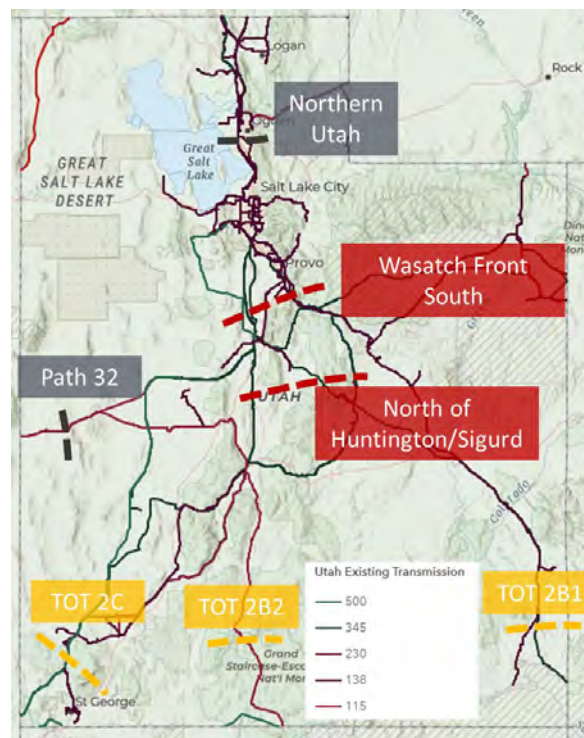 Logan
Rock
Northern
Utah
Great
Salt
Lake
GREAT
SALT LAKE
DESERT
Salt Lake City
Provo
Wasatch Front
South
Path 32
UTAH
North of
Huntington/Sigurd
Colorado
Utah Existing Transmission
500
345
230
138
115
TOT 2C
TOT 2B2
TOT 2B1
Grand
Staircase-Esca
Nat'l Mon
St George